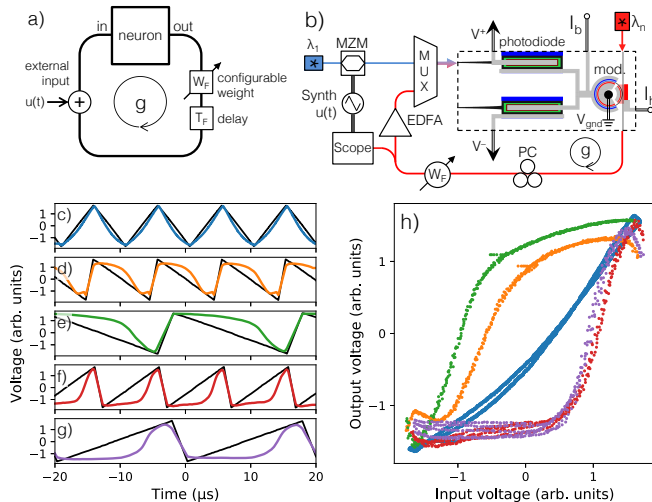 a)
in
neuron
out
external
input
u(t)
+
g
W_F
configurable
weight
T_F
delay
b)
λ_1
MZM
Synth
u(t)
Scope
MUX
EDFA
W_F
PC
g
V^+
V^-
photodiode
I_b
λ_n
mod.
I_h
V_gnd
c)
d)
e)
f)
g)
1
0
−1
1
0
−1
1
0
−1
1
0
−1
1
0
−1
Voltage (arb. units)
−20
−10
0
10
20
Time (µs)
h)
1
0
−1
Output voltage (arb. units)
−1
0
1
Input voltage (arb. units)